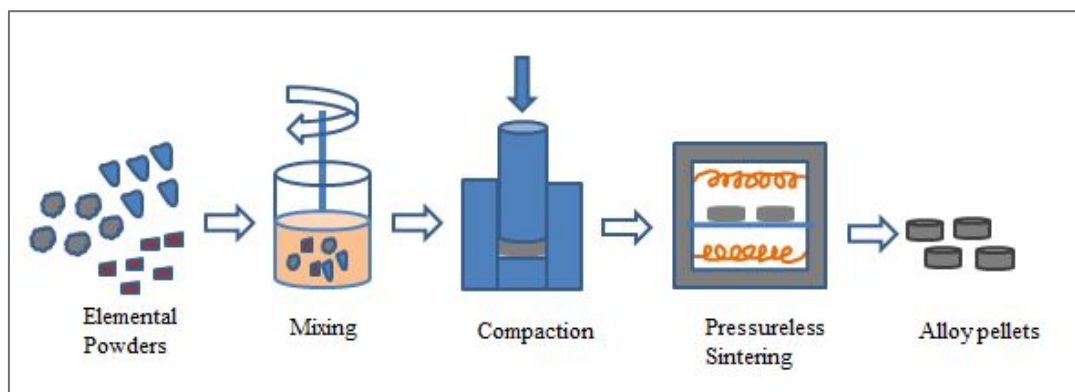 Elemental
Powders
Mixing
Compaction
Pressureless
Sintering
Alloy pellets